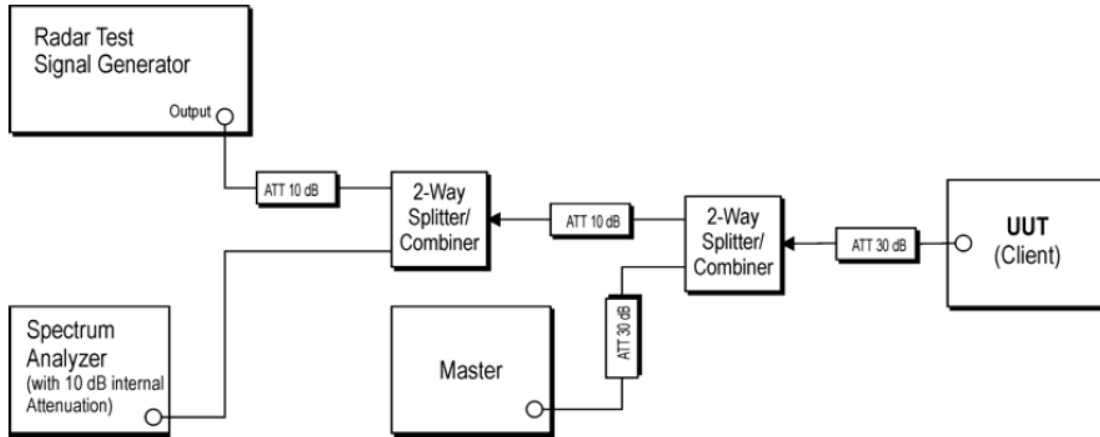 Radar Test
Signal Generator
Output
ATT 10 dB
2-Way
Splitter/
Combiner
ATT 10 dB
2-Way
Splitter/
Combiner
ATT 30 dB
UUT
(Client)
Spectrum
Analyzer
(with 10 dB internal
Attenuation)
Master
ATT 30 dB